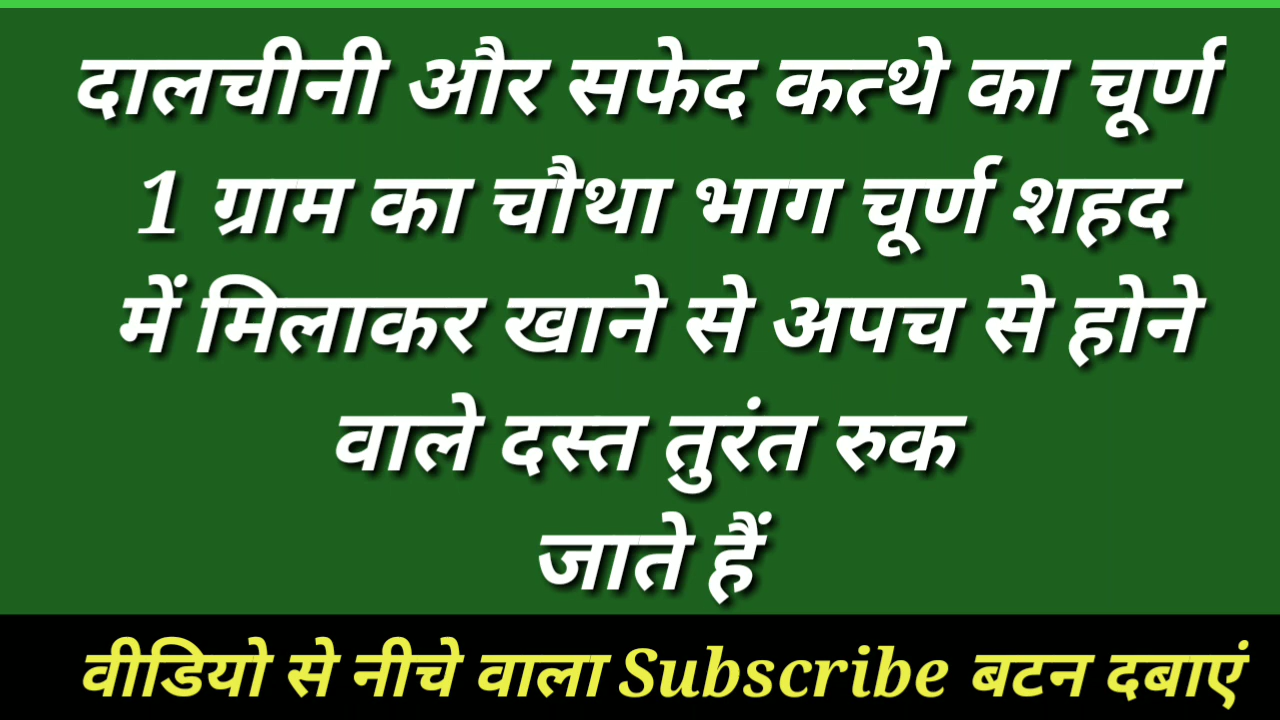 दालचीनी और सफेद कत्थे का चूर्ण
1 ग्राम का चौथा भाग चूर्ण शहद
में मिलाकर खाने से अपच से होने
वाले दस्त तुरंत रुक
जाते हैं
वीडियो से नीचे वाला Subscribe बटन दबाएं